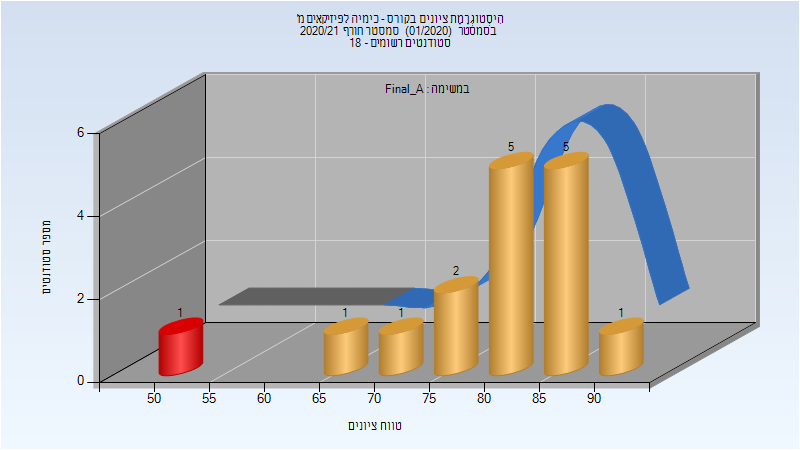 היסטוגרמת ציונים בקורס - כימיה לפיזיקאים מ'
בסמסטר (01/2020) סמסטר חורף 2020/21
סטודנטים רשומים - 18
במשימה : Final_A
מספר סטודנטים
6
4
2
0
1
1
1
2
5
5
1
50 55 60 65 70 75 80 85 90
טווח ציונים